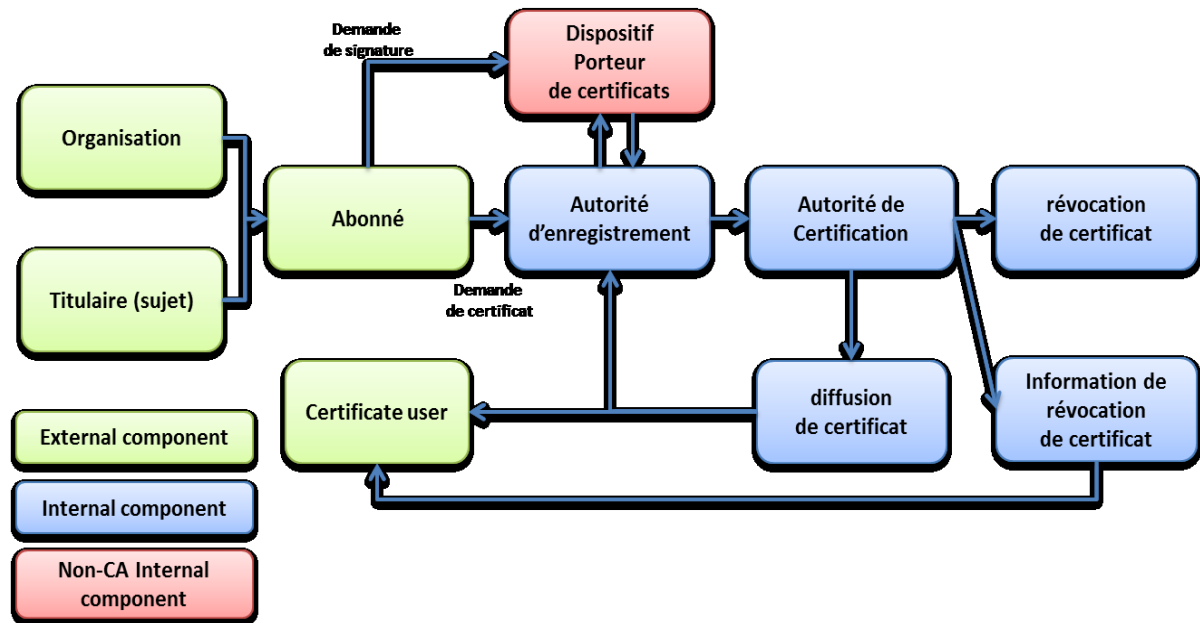 Demande
de signature
Dispositif
Porteur
de certificats
Organisation
Titulaire (sujet)
Abonné
Autorité
d’enregistrement
Autorité de
Certification
révocation
de certificat
Demande
de certificat
Certificate user
diffusion
de certificat
Information de
révocation
de certificat
External component
Internal component
Non-CA Internal
component